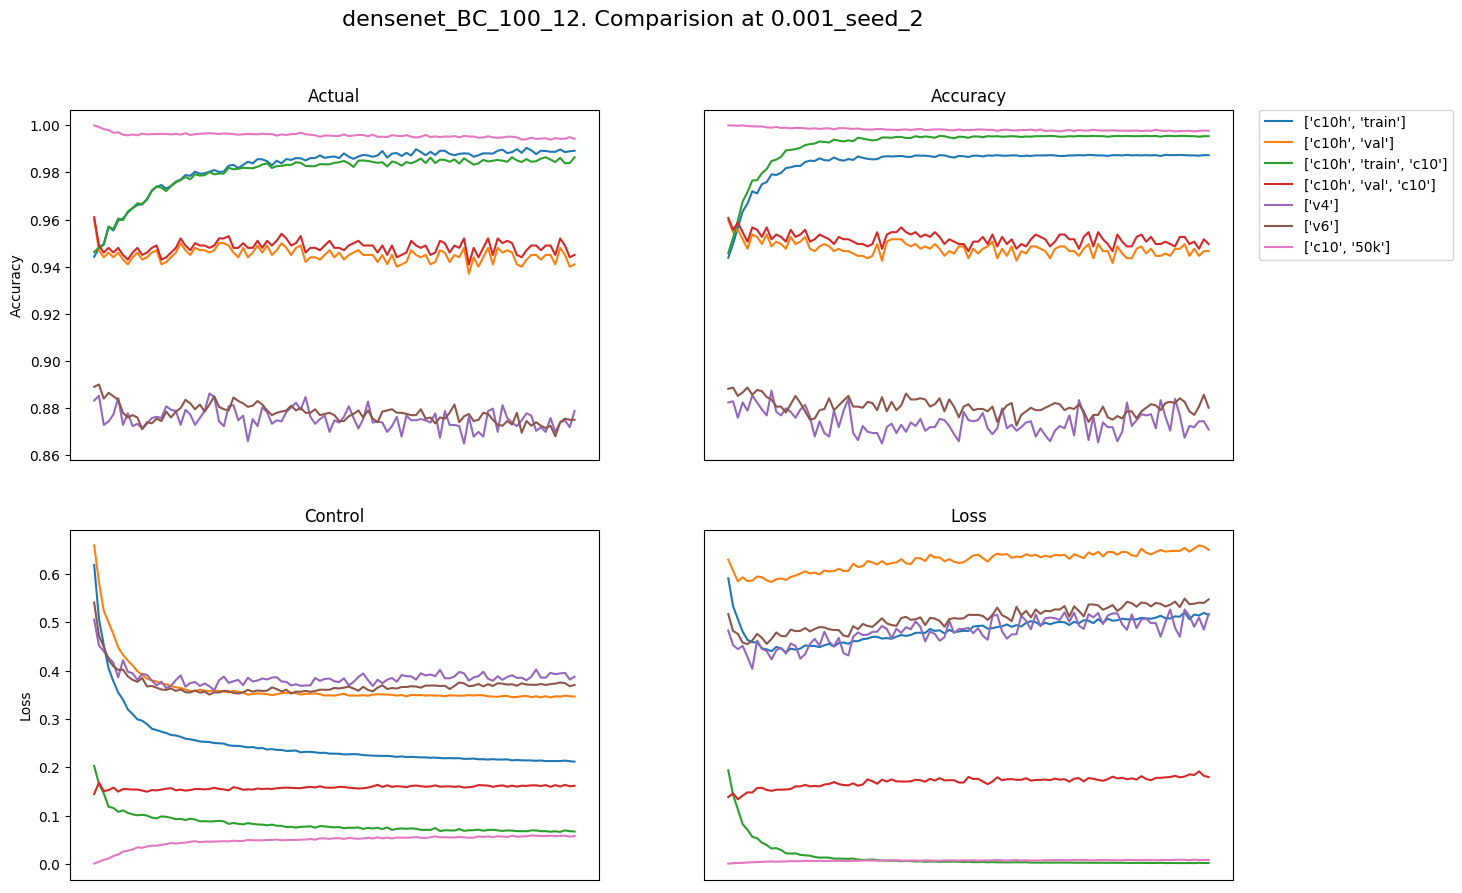 densenet_BC_100_12. Comparision at 0.001_seed_2
Actual
Accuracy
1.00
0.98
0.96
0.94
0.92
0.90
0.88
0.86
Accuracy
['c10h', 'train']
['c10h', 'val']
['c10h', 'train', 'c10']
['c10h', 'val', 'c10']
['v4']
['v6']
['c10', '50k']
Control
Loss
0.6
0.5
0.4
0.3
0.2
0.1
0.0
Loss